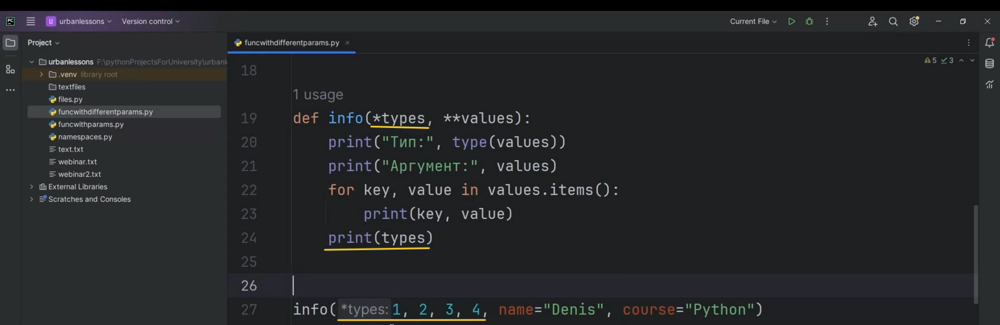 PC U urbanlessons Version control Current File
Project
funcwithdifferentparams.py
urbanlessons F:\pythonProjectsForUniversity\urbanl
.venv library root
textfiles
files.py
funcwithdifferentparams.py
funcwithparams.py
namespaces.py
text.txt
webinar.txt
webinar2.txt
External Libraries
Scratches and Consoles
5 3
18
1 usage
19 def info(*types, **values):
20 print("Тип:", type(values))
21 print("Аргумент:", values)
22 for key, value in values.items():
23 print(key, value)
24 print(types)
25
26
27 info(*types: 1, 2, 3, 4, name="Denis", course="Python")